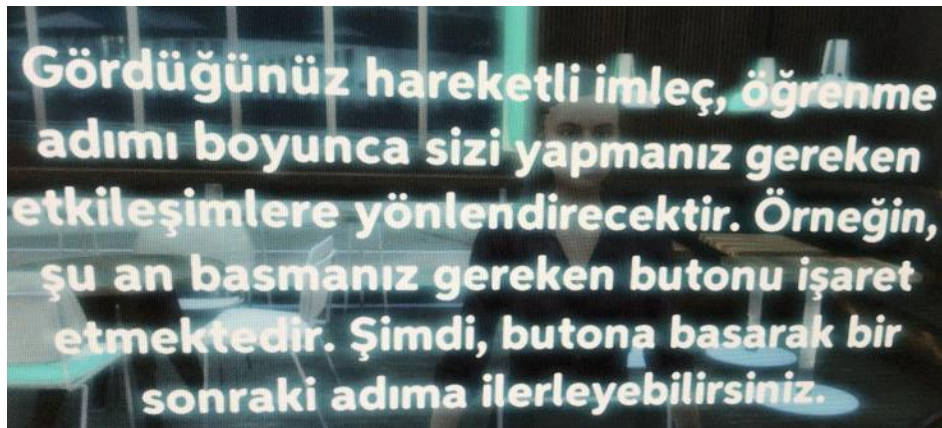 Gördüğünüz hareketli imleç, öğrenme
adımı boyunca sizi yapmanız gereken
etkileşimlere yönlendirecektir. Örneğin,
şu an basmanız gereken butonu işaret
etmektedir. Şimdi, butona basarak bir
sonraki adıma ilerleyebilirsiniz.